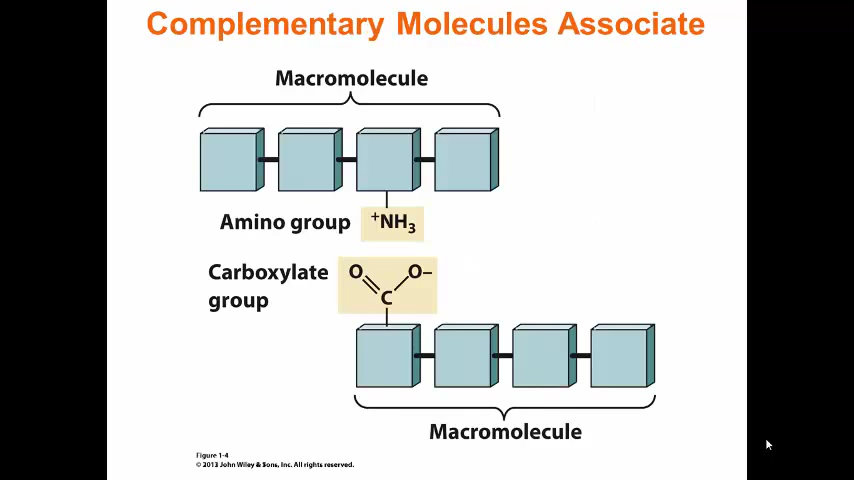 Complementary Molecules Associate
Macromolecule
Amino group
⁺NH₃
Carboxylate
group
O
O–
C
Macromolecule
Figure 1-4
© 2013 John Wiley & Sons, Inc. All rights reserved.